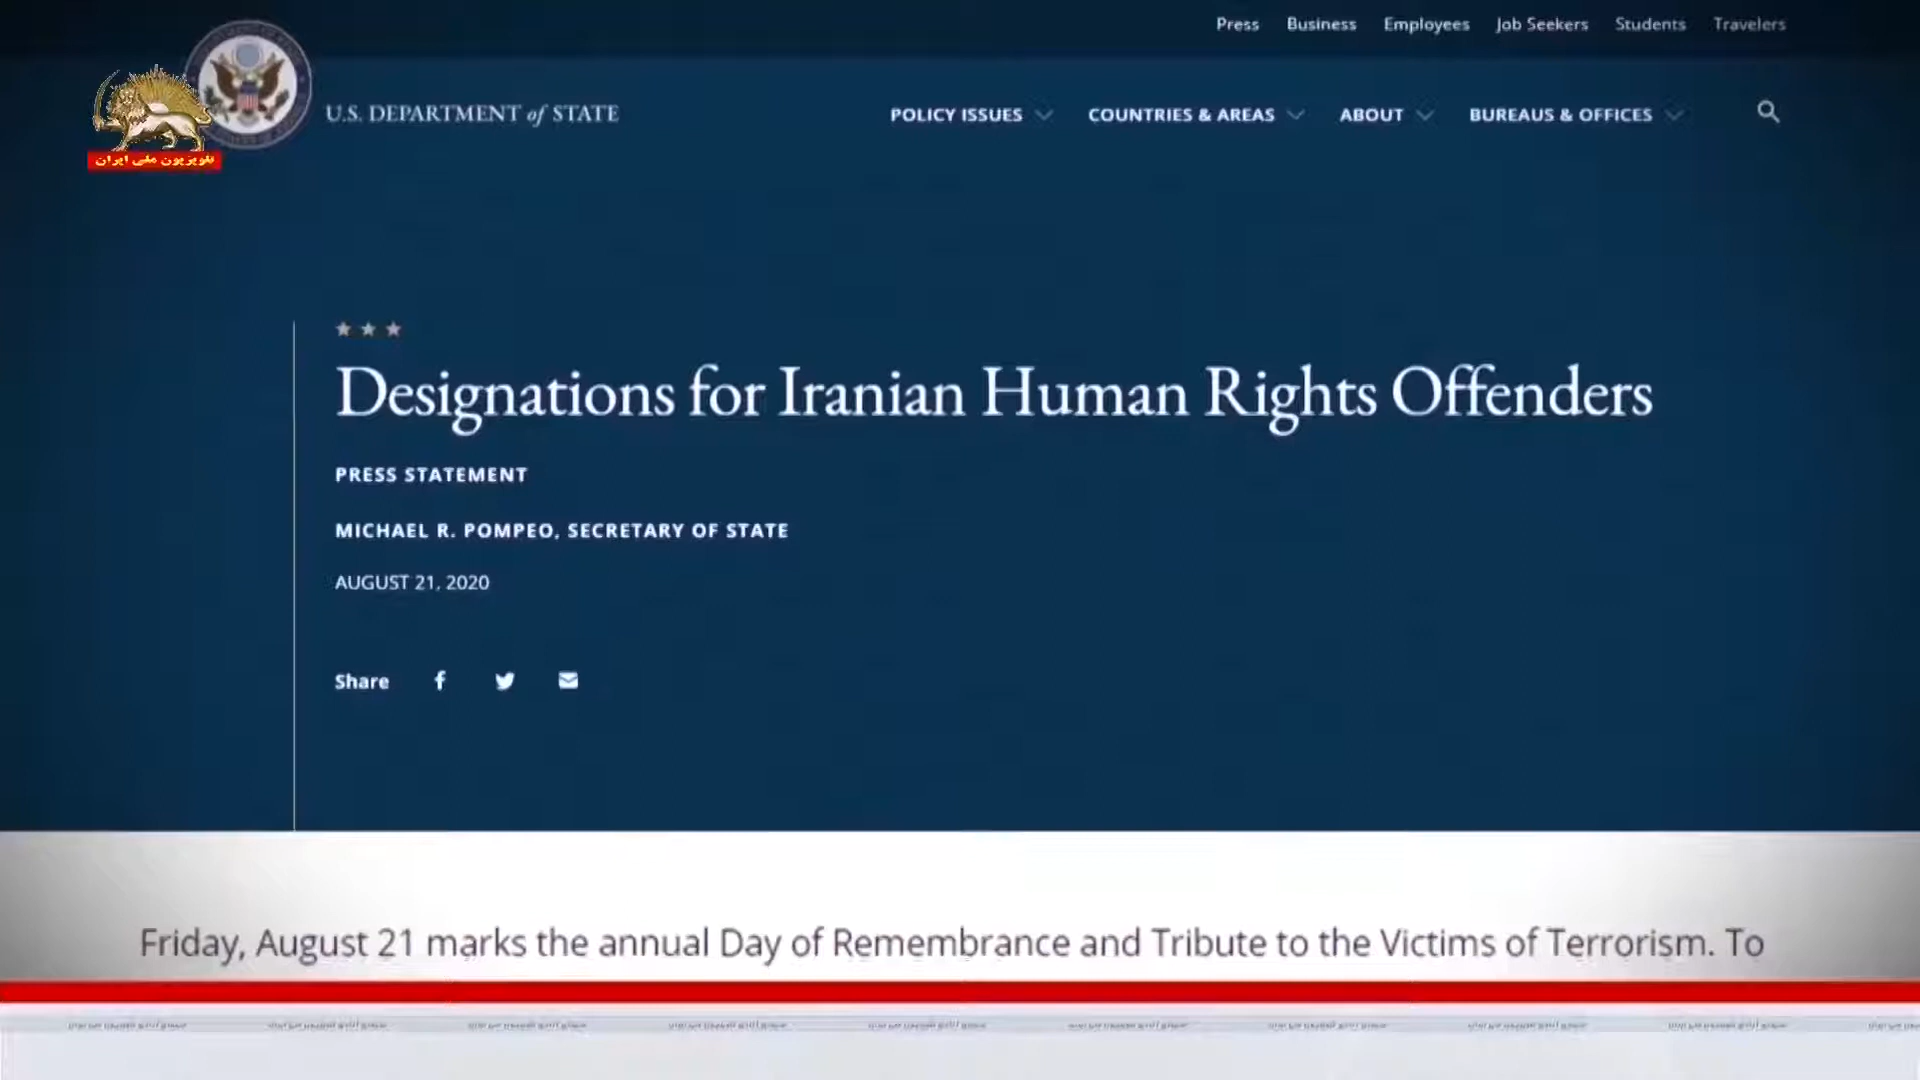 Press Business Employees Job Seekers Students Travelers
U.S. DEPARTMENT of STATE
POLICY ISSUES COUNTRIES & AREAS ABOUT BUREAUS & OFFICES
تلویزیون ملی ایران
Designations for Iranian Human Rights Offenders
PRESS STATEMENT
MICHAEL R. POMPEO, SECRETARY OF STATE
AUGUST 21, 2020
Share
Friday, August 21 marks the annual Day of Remembrance and Tribute to the Victims of Terrorism. To